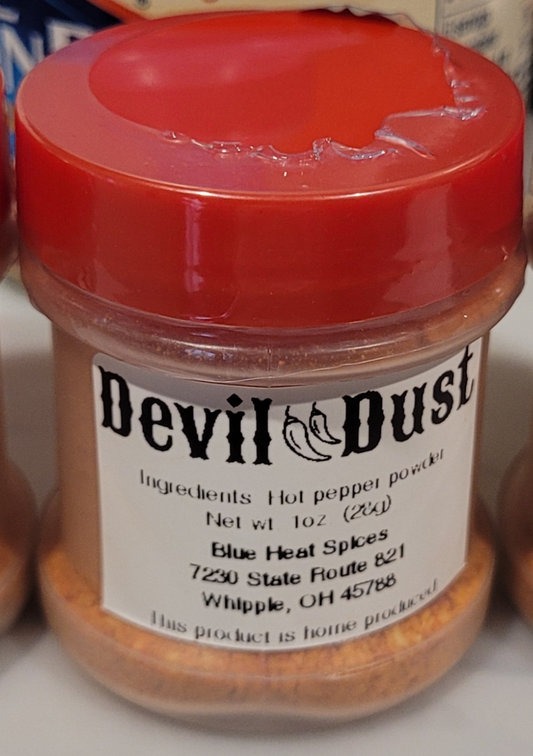 Devil Dust
Ingredients Hot pepper powder
Net wt 1oz (28g)
Blue Heat Spices
7230 State Route 821
Whipple, OH 45788
This product is home produced